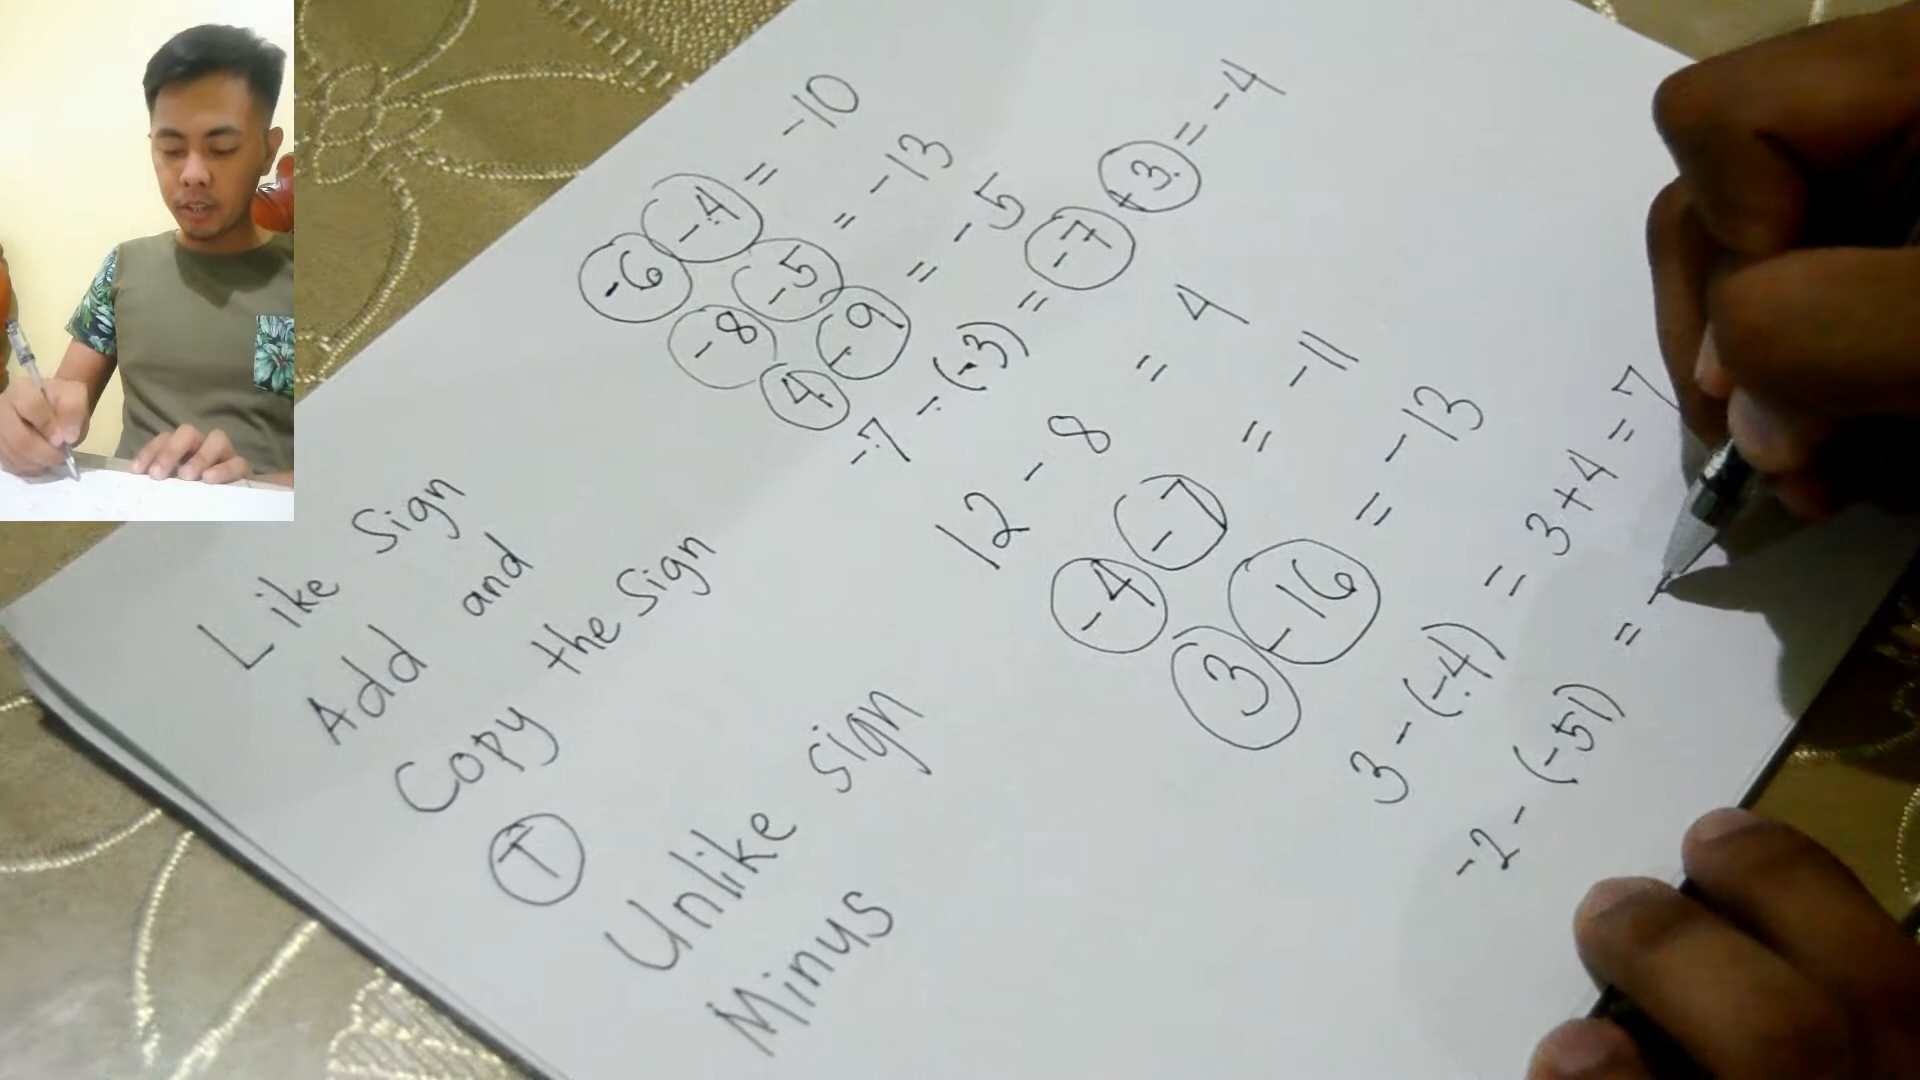 -6 -4 = -10
-8 -5 = -13
4 -9 = -5
-7 - (-3) = -7 +3 = -4
12 - 8 = 4
-4 -7 = -11
3 -16 = -13
3 - (-4) = 3+4 = 7
-2 - (-51) = -
Like Sign
Add and
Copy the Sign
+
Unlike sign
Minus